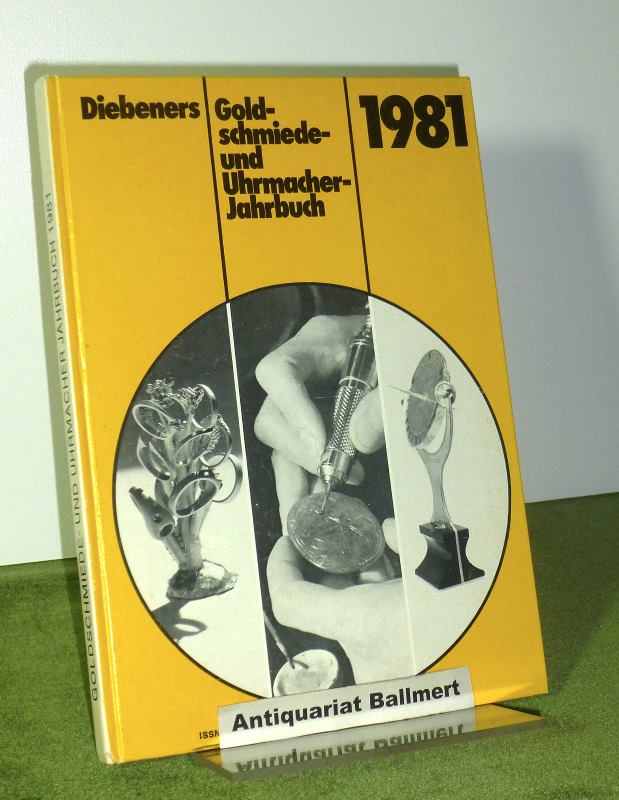 Diebeners
Gold-
schmiede-
und
Uhrmacher-
Jahrbuch
1981
GOLDSCHMIEDE- UND UHRMACHER JAHRBUCH 1981
ISSN
Antiquariat Ballmert